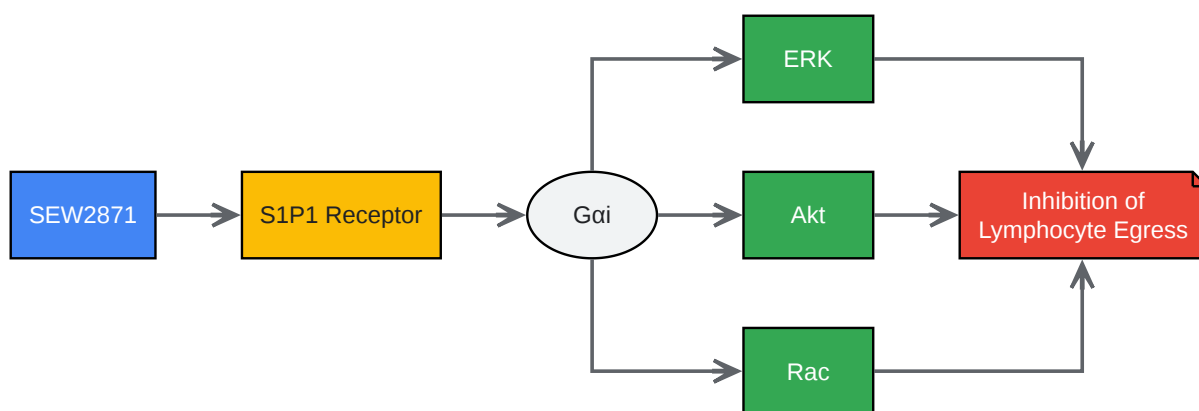 SEW2871
S1P1 Receptor
Gαi
ERK
Akt
Rac
Inhibition of
Lymphocyte Egress